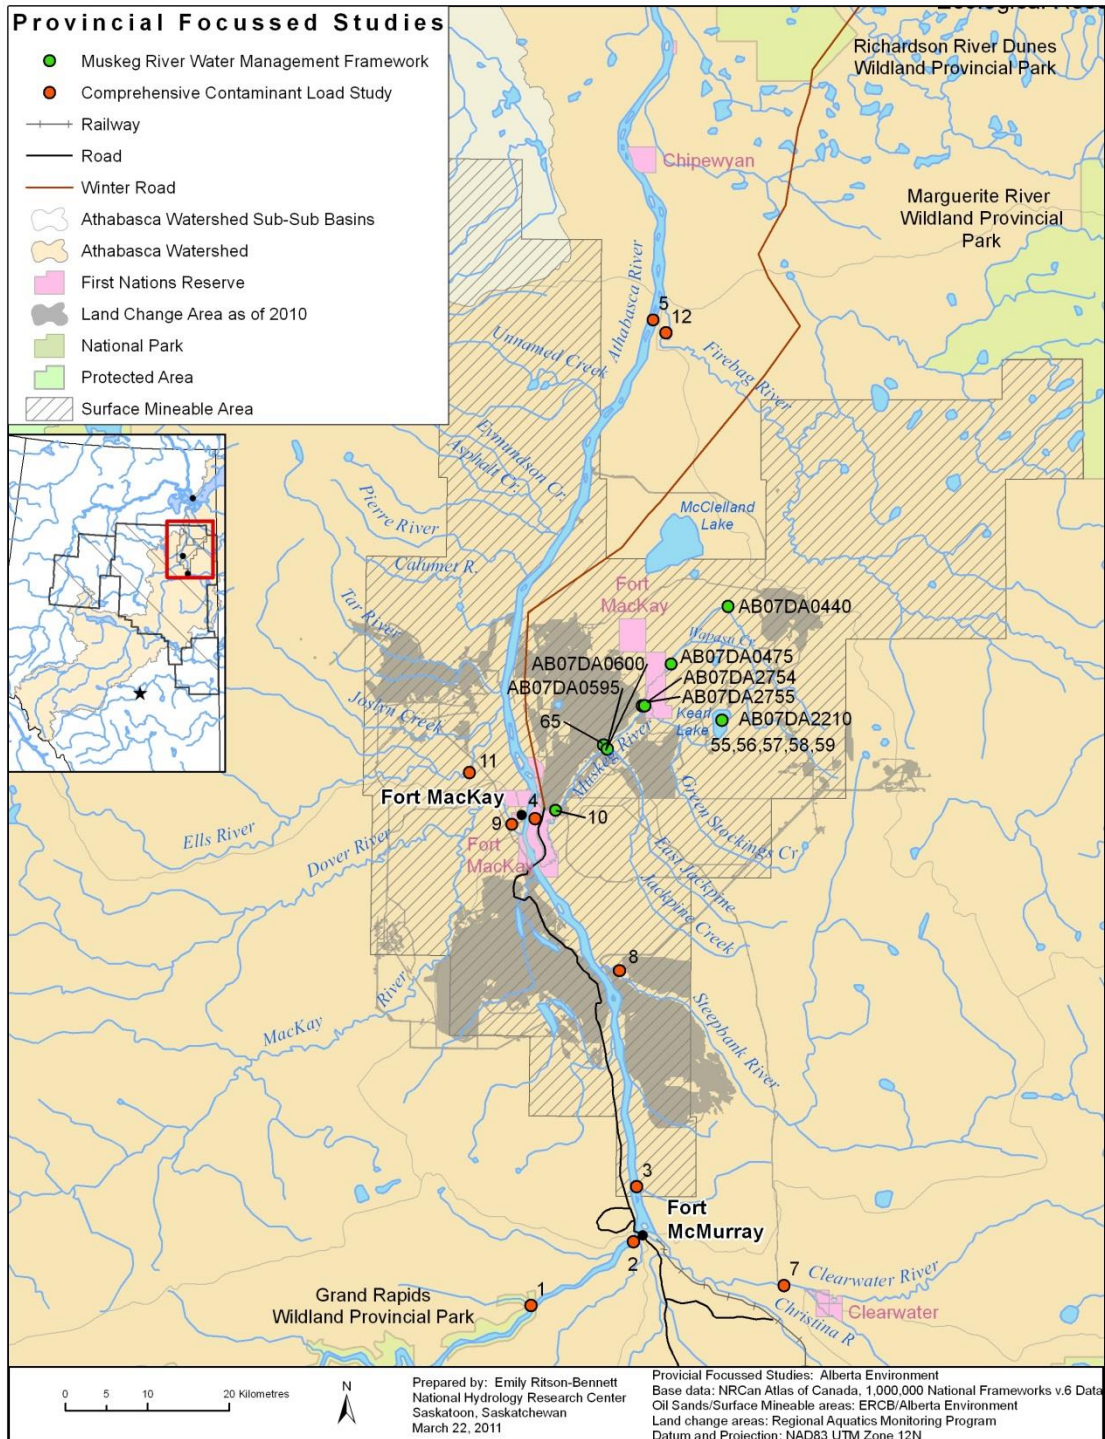 Provincial Focussed Studies
Muskeg River Water Management Framework
Comprehensive Contaminant Load Study
Railway
Road
Winter Road
Athabasca Watershed Sub-Sub Basins
Athabasca Watershed
First Nations Reserve
Land Change Area as of 2010
National Park
Protected Area
Surface Mineable Area
Richardson River Dunes
Wildland Provincial Park
Chipewyan
Marguerite River
Wildland Provincial
Park
Athabasca River
5
12
Unnamed Creek
Firebag River
Eymundson Cr.
Asphalt Cr.
Pierre River
McClelland
Lake
Calumet R.
Fort
MacKay
Tar River
AB07DA0440
Wapasu Cr.
AB07DA0600
AB07DA0475
AB07DA0595
AB07DA2754
AB07DA2755
Joslyn Creek
65
Kearl
Lake
AB07DA2210
55,56,57,58,59
Muskeg River
11
Fort MacKay
4
10
9
Fort
MacKay
Ells River
Dover River
Green Stockings Cr
East Jackpine
Jackpine Creek
8
MacKay
River
Steepbank River
3
Fort
McMurray
2
7
Clearwater River
1
Grand Rapids
Wildland Provincial Park
Christina R
Clearwater
0 5 10 20 Kilometres
N
Prepared by: Emily Ritson-Bennett
National Hydrology Research Center
Saskatoon, Saskatchewan
March 22, 2011
Provicial Focussed Studies: Alberta Environment
Base data: NRCan Atlas of Canada, 1,000,000 National Frameworks v.6 Data
Oil Sands/Surface Mineable areas: ERCB/Alberta Environment
Land change areas: Regional Aquatics Monitoring Program
Datum and Projection: NAD83 UTM Zone 12N